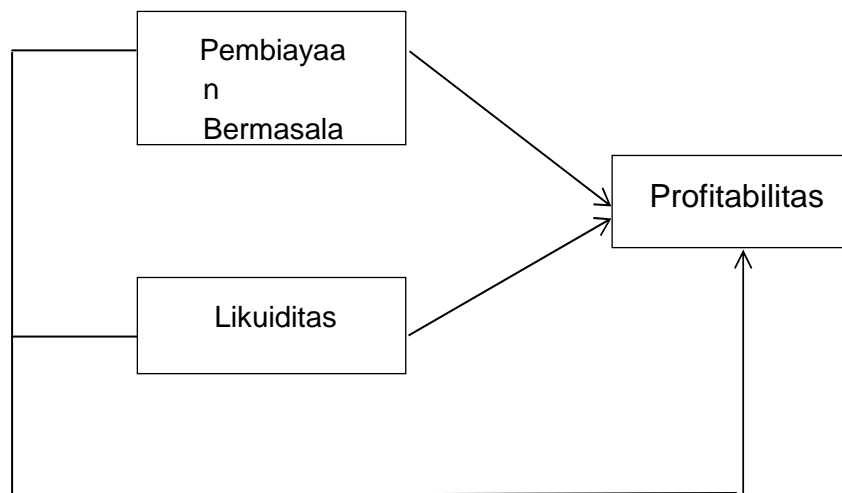 Pembiayaa
n
Bermasala
Profitabilitas
Likuiditas